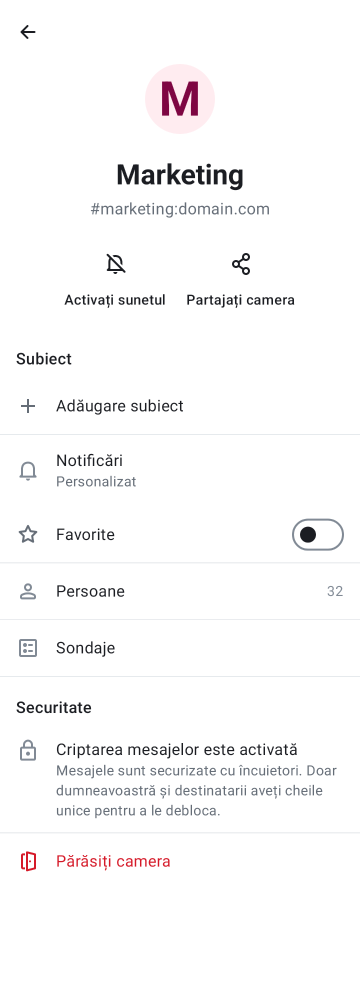 M
Marketing
#marketing:domain.com
Activați sunetul
Partajați camera
Subiect
Adăugare subiect
Notificări
Personalizat
Favorite
Persoane
32
Sondaje
Securitate
Criptarea mesajelor este activată
Mesajele sunt securizate cu încuietori. Doar
dumneavoastră și destinatarii aveți cheile
unice pentru a le debloca.
Părăsiți camera